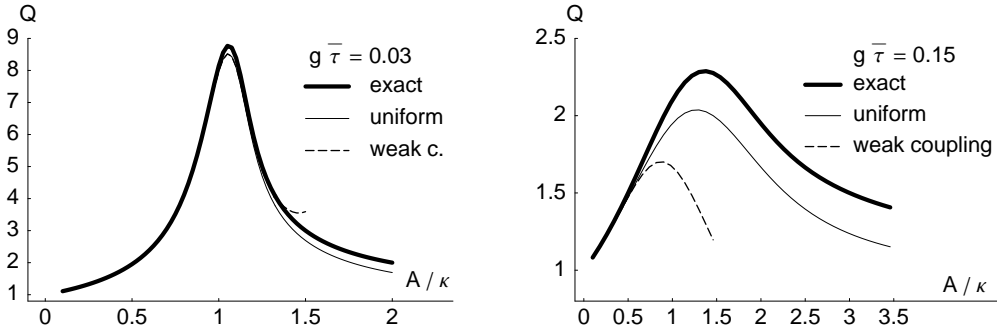 Q
9
8
7
6
5
4
3
2
1
0
0.5
1
1.5
2
A / κ
g τ̄ = 0.03
exact
uniform
weak c.
Q
2.5
2
1.5
1
0
0.5
1
1.5
2
2.5
3
3.5
A / κ
g τ̄ = 0.15
exact
uniform
weak coupling